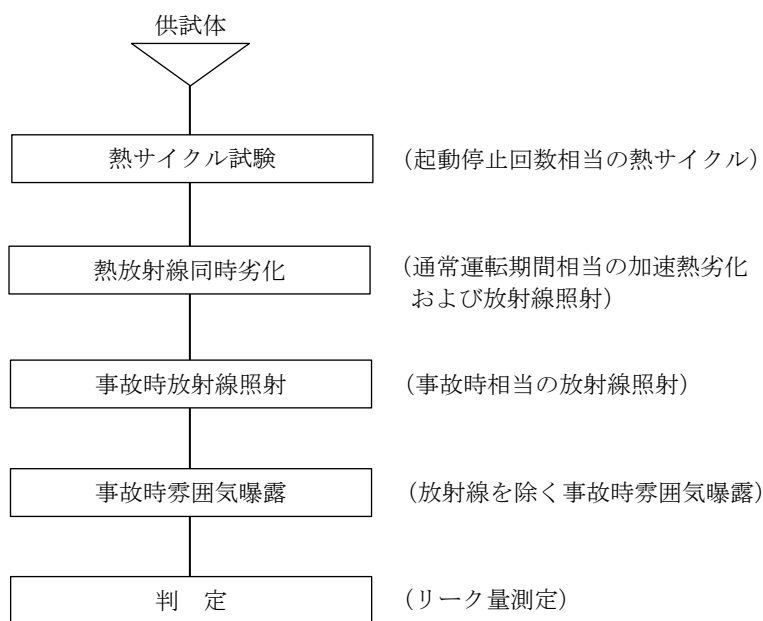 供試体
熱サイクル試験
(起動停止回数相当の熱サイクル)
熱放射線同時劣化
(通常運転期間相当の加速熱劣化
および放射線照射)
事故時放射線照射
(事故時相当の放射線照射)
事故時雰囲気曝露
(放射線を除く事故時雰囲気曝露)
判　定
(リーク量測定)